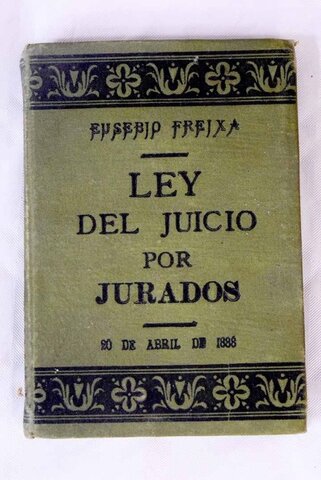 EUSEBIO FREIXA
LEY
DEL JUICIO
POR
JURADOS
20 DE ABRIL DE 1888